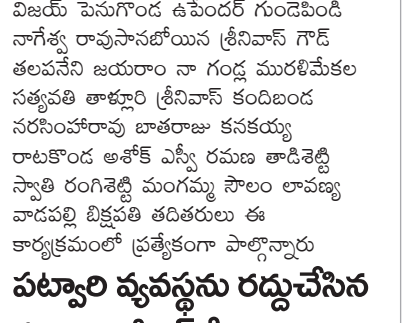 విజయ్ పెనుగొండ ఉపేందర్ గుండెపిండి
నాగేశ్వ రావుసానబోయిన శ్రీనివాస్ గౌడ్
తలపనేని జయరాం నా గండ్ల మురళిమేకల
సత్యవతి తాళ్లూరి శ్రీనివాస్ కందిబండ
నరసింహారావు బాతరాజు కనకయ్య
రాటకొండ అశోక్ ఎస్వీ రమణ తాడిశెట్టి
స్వాతి రంగిశెట్టి మంగమ్మ సౌలం లావణ్య
వాడపల్లి బిక్షపతి తదితరులు ఈ
కార్యక్రమంలో ప్రత్యేకంగా పాల్గొన్నారు
పట్వారి వ్యవస్థను రద్దుచేసిన